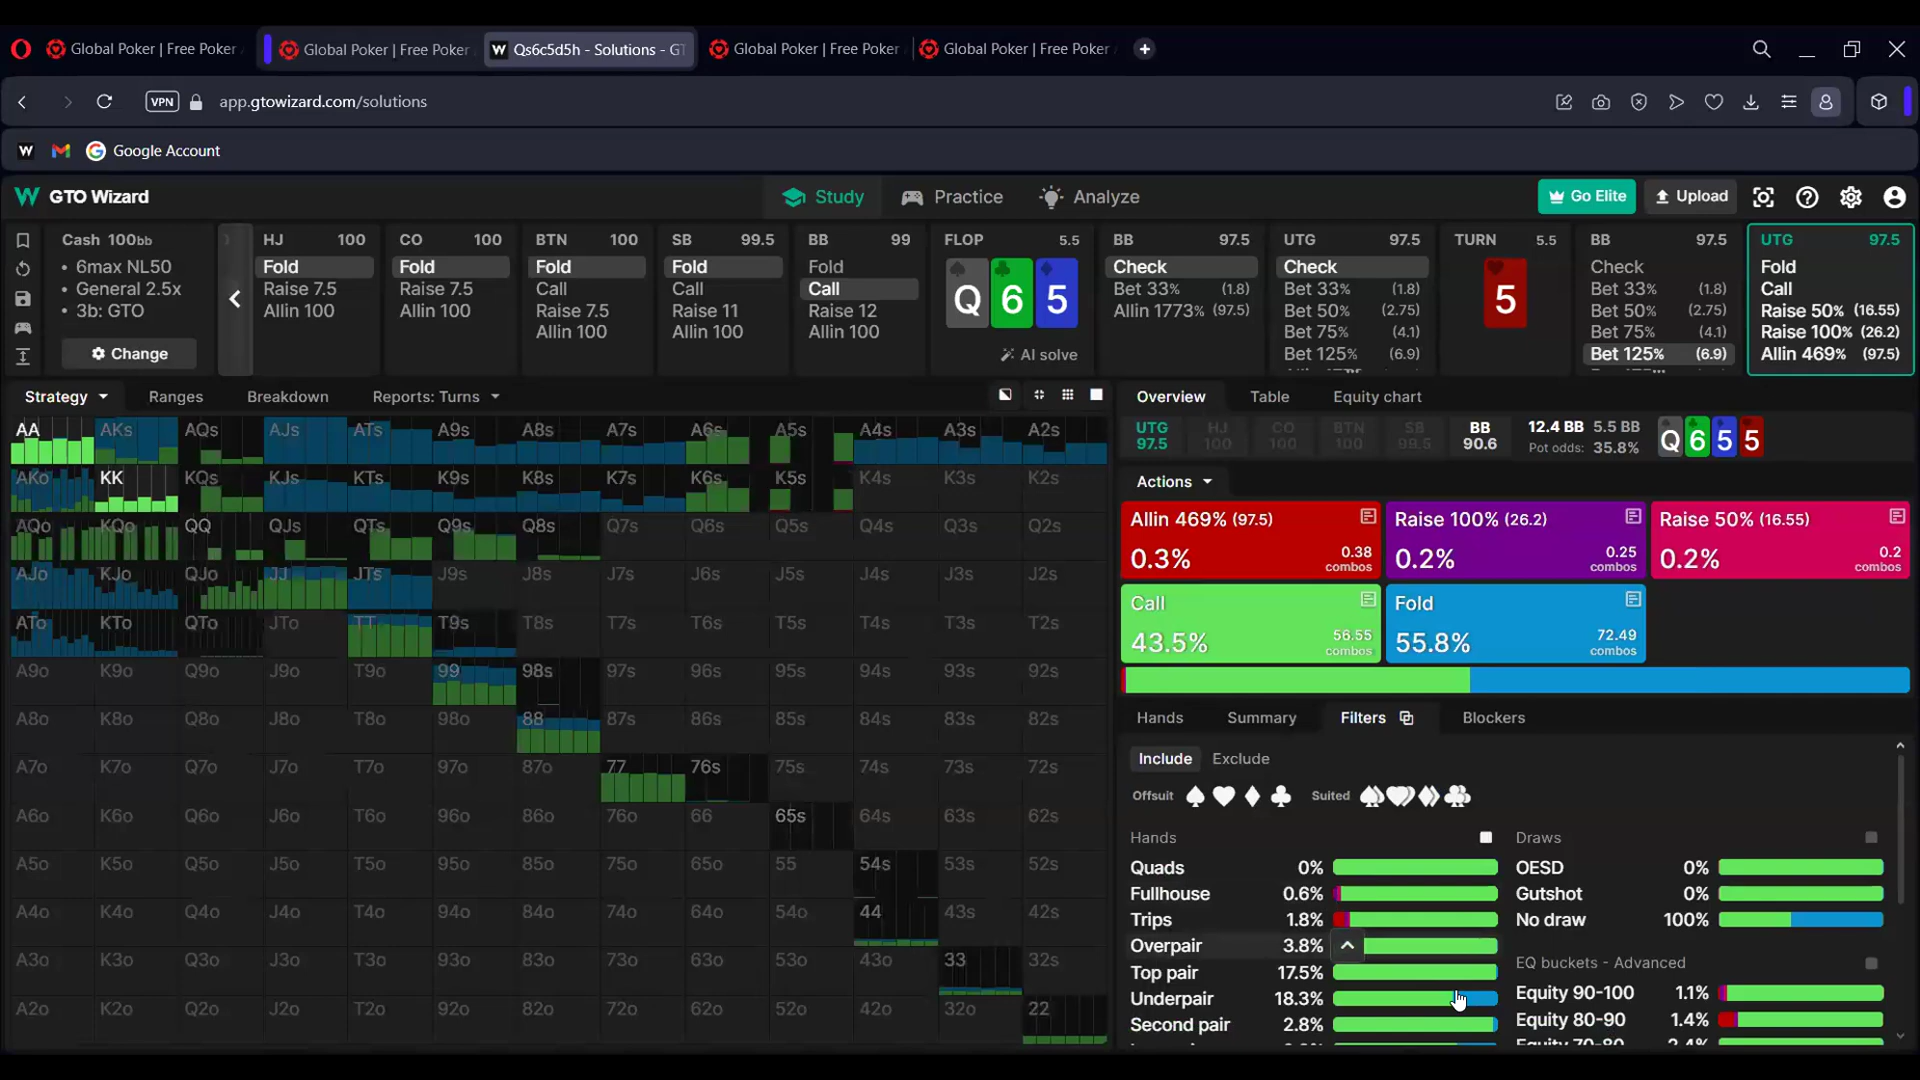 Global Poker | Free Poker
Global Poker | Free Poker
Qs6c5d5h - Solutions - GT
Global Poker | Free Poker
Global Poker | Free Poker
VPN
app.gtowizard.com/solutions
W
Google Account
W GTO Wizard
Study
Practice
Analyze
Go Elite
Upload
Cash 100bb
• 6max NL50
• General 2.5x
• 3b: GTO
Change
HJ 100
Fold
Raise 7.5
Allin 100
CO 100
Fold
Raise 7.5
Allin 100
BTN 100
Fold
Call
Raise 7.5
Allin 100
SB 99.5
Fold
Call
Raise 11
Allin 100
BB 99
Fold
Call
Raise 12
Allin 100
FLOP 5.5
Q 6 5
AI solve
BB 97.5
Check
Bet 33% (1.8)
Allin 1773% (97.5)
UTG 97.5
Check
Bet 33% (1.8)
Bet 50% (2.75)
Bet 75% (4.1)
Bet 125% (6.9)
TURN 5.5
5
BB 97.5
Check
Bet 33% (1.8)
Bet 50% (2.75)
Bet 75% (4.1)
Bet 125% (6.9)
UTG 97.5
Fold
Call
Raise 50% (16.55)
Raise 100% (26.2)
Allin 469% (97.5)
Strategy
Ranges
Breakdown
Reports: Turns
AA AKs AQs AJs ATs A9s A8s A7s A6s A5s A4s A3s A2s
AKo KK KQs KJs KTs K9s K8s K7s K6s K5s K4s K3s K2s
AQo KQo QQ QJs QTs Q9s Q8s Q7s Q6s Q5s Q4s Q3s Q2s
AJo KJo QJo JJ JTs J9s J8s J7s J6s J5s J4s J3s J2s
ATo KTo QTo JTo TT T9s T8s T7s T6s T5s T4s T3s T2s
A9o K9o Q9o J9o T9o 99 98s 97s 96s 95s 94s 93s 92s
A8o K8o Q8o J8o T8o 98o 88 87s 86s 85s 84s 83s 82s
A7o K7o Q7o J7o T7o 97o 87o 77 76s 75s 74s 73s 72s
A6o K6o Q6o J6o T6o 96o 86o 76o 66 65s 64s 63s 62s
A5o K5o Q5o J5o T5o 95o 85o 75o 65o 55 54s 53s 52s
A4o K4o Q4o J4o T4o 94o 84o 74o 64o 54o 44 43s 42s
A3o K3o Q3o J3o T3o 93o 83o 73o 63o 53o 43o 33 32s
A2o K2o Q2o J2o T2o 92o 82o 72o 62o 52o 42o 32o 22
Overview
Table
Equity chart
UTG 97.5
HJ 100
CO 100
BTN 100
SB 99.5
BB 90.6
12.4 BB 5.5 BB
Pot odds: 35.8%
Q 6 5 5
Actions
Allin 469% (97.5)
0.3% 0.38 combos
Raise 100% (26.2)
0.2% 0.25 combos
Raise 50% (16.55)
0.2% 0.2 combos
Call
43.5% 56.55 combos
Fold
55.8% 72.49 combos
Hands
Summary
Filters
Blockers
Include
Exclude
Offsuit
Suited
Hands
Quads 0%
Fullhouse 0.6%
Trips 1.8%
Overpair 3.8%
Top pair 17.5%
Underpair 18.3%
Second pair 2.8%
Draws
OESD 0%
Gutshot 0%
No draw 100%
EQ buckets - Advanced
Equity 90-100 1.1%
Equity 80-90 1.4%